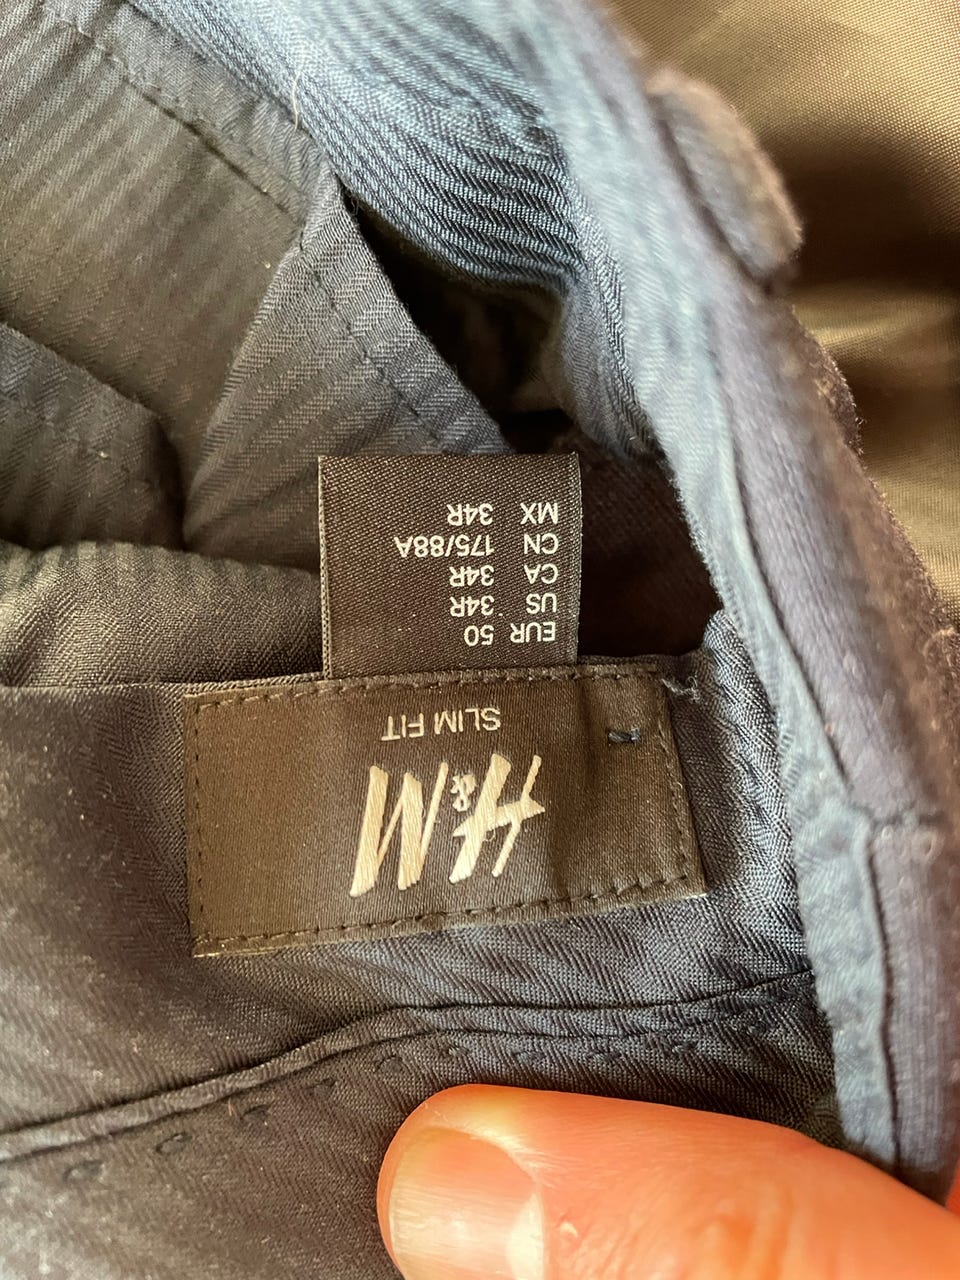 H&M
SLIM FIT
EUR 50
US 34R
CA 34R
CN 175/88A
MX 34R